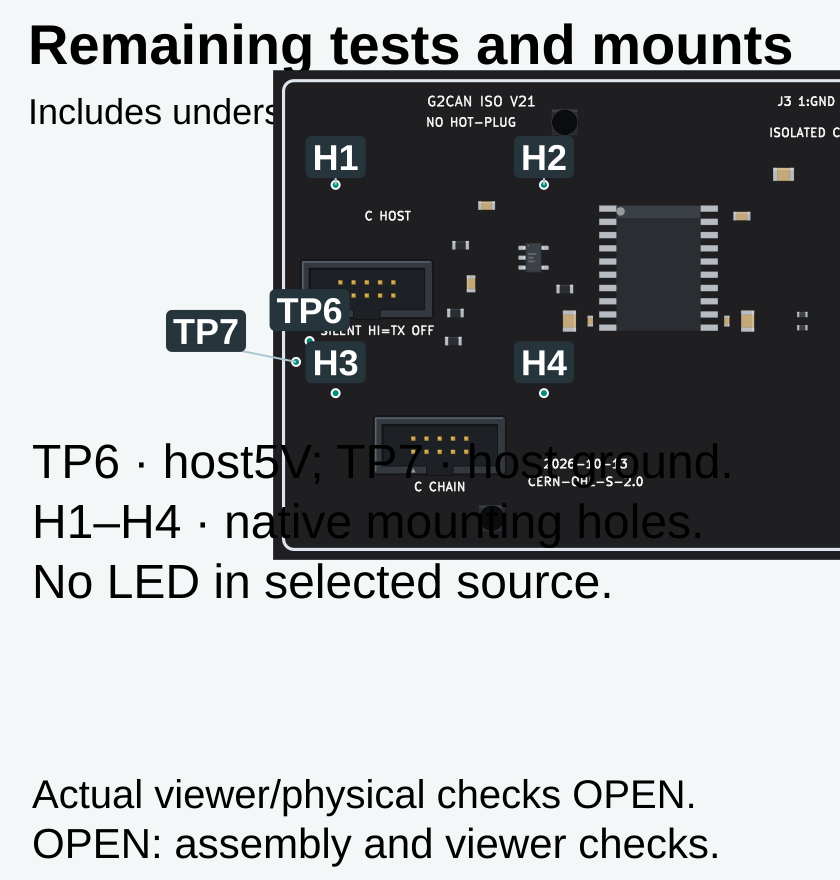 Remaining tests and mounts
Includes unders
G2CAN ISO V21
NO HOT-PLUG
J3 1:GND
ISOLATED C
H1
H2
C HOST
TP6
TP7
SILENT HI=TX OFF
H3
H4
TP6 · host5V; TP7 · host ground.
2026-10-13
CERN-OHL-S-2.0
C CHAIN
H1–H4 · native mounting holes.
No LED in selected source.
Actual viewer/physical checks OPEN.
OPEN: assembly and viewer checks.